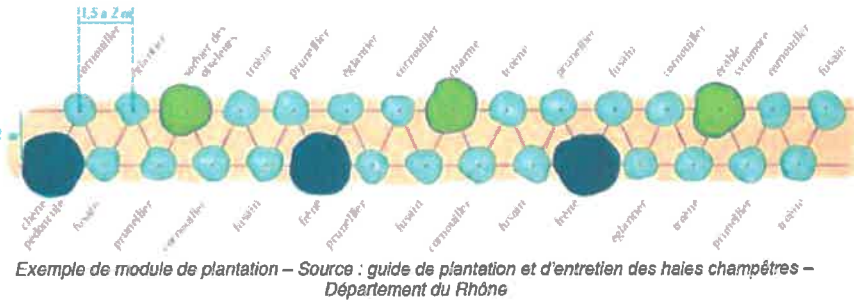 1,5 à 2 m
cornouiller
églantier
sorbier des
oiseleurs
troène
prunellier
églantier
cornouiller
charme
troène
prunellier
fusain
cornouiller
érable
sycomore
cornouiller
fusain
chêne
pédonculé
fusain
prunellier
cornouiller
fusain
frêne
prunellier
fusain
cornouiller
fusain
frêne
églantier
troène
prunellier
troène
Exemple de module de plantation – Source : guide de plantation et d'entretien des haies champêtres –
Département du Rhône